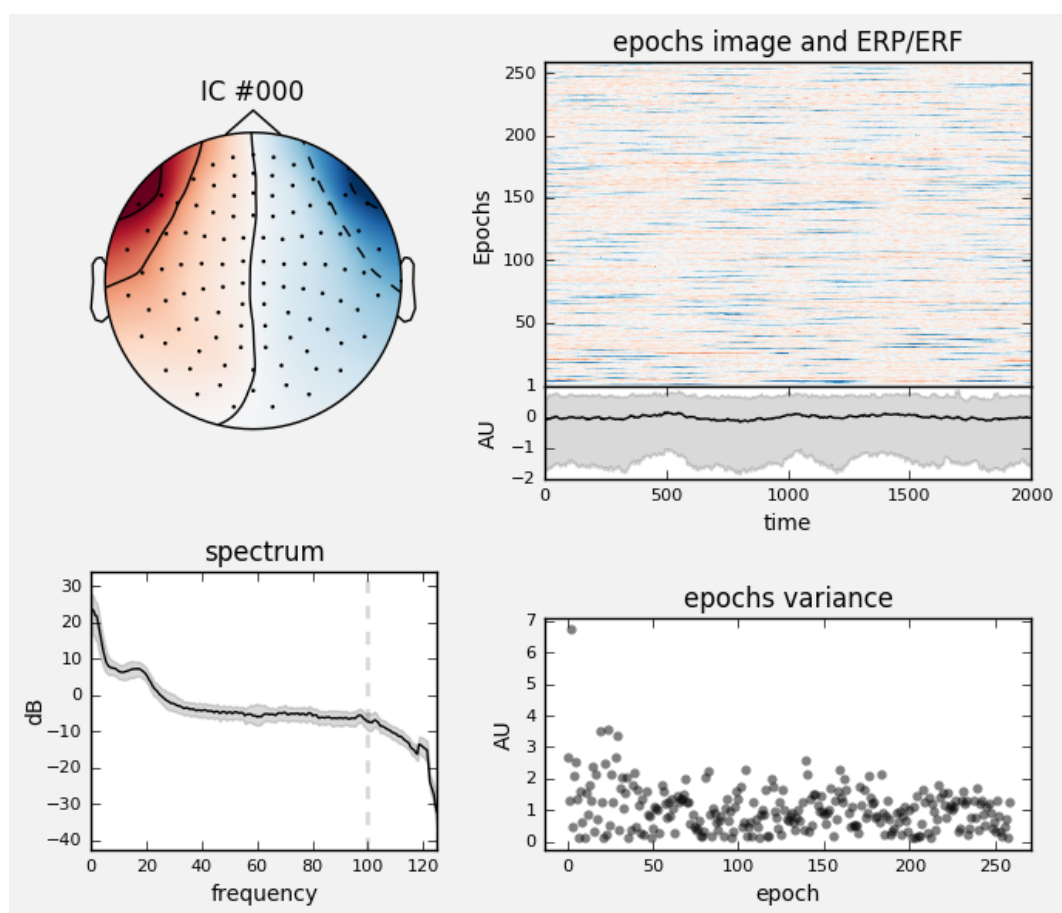 IC #000
epochs image and ERP/ERF
250
200
150
100
50
1
Epochs
0
−1
−2
AU
0 500 1000 1500 2000
time
spectrum
30
20
10
0
−10
−20
−30
−40
dB
0 20 40 60 80 100 120
frequency
epochs variance
7
6
5
4
3
2
1
0
AU
0 50 100 150 200 250
epoch